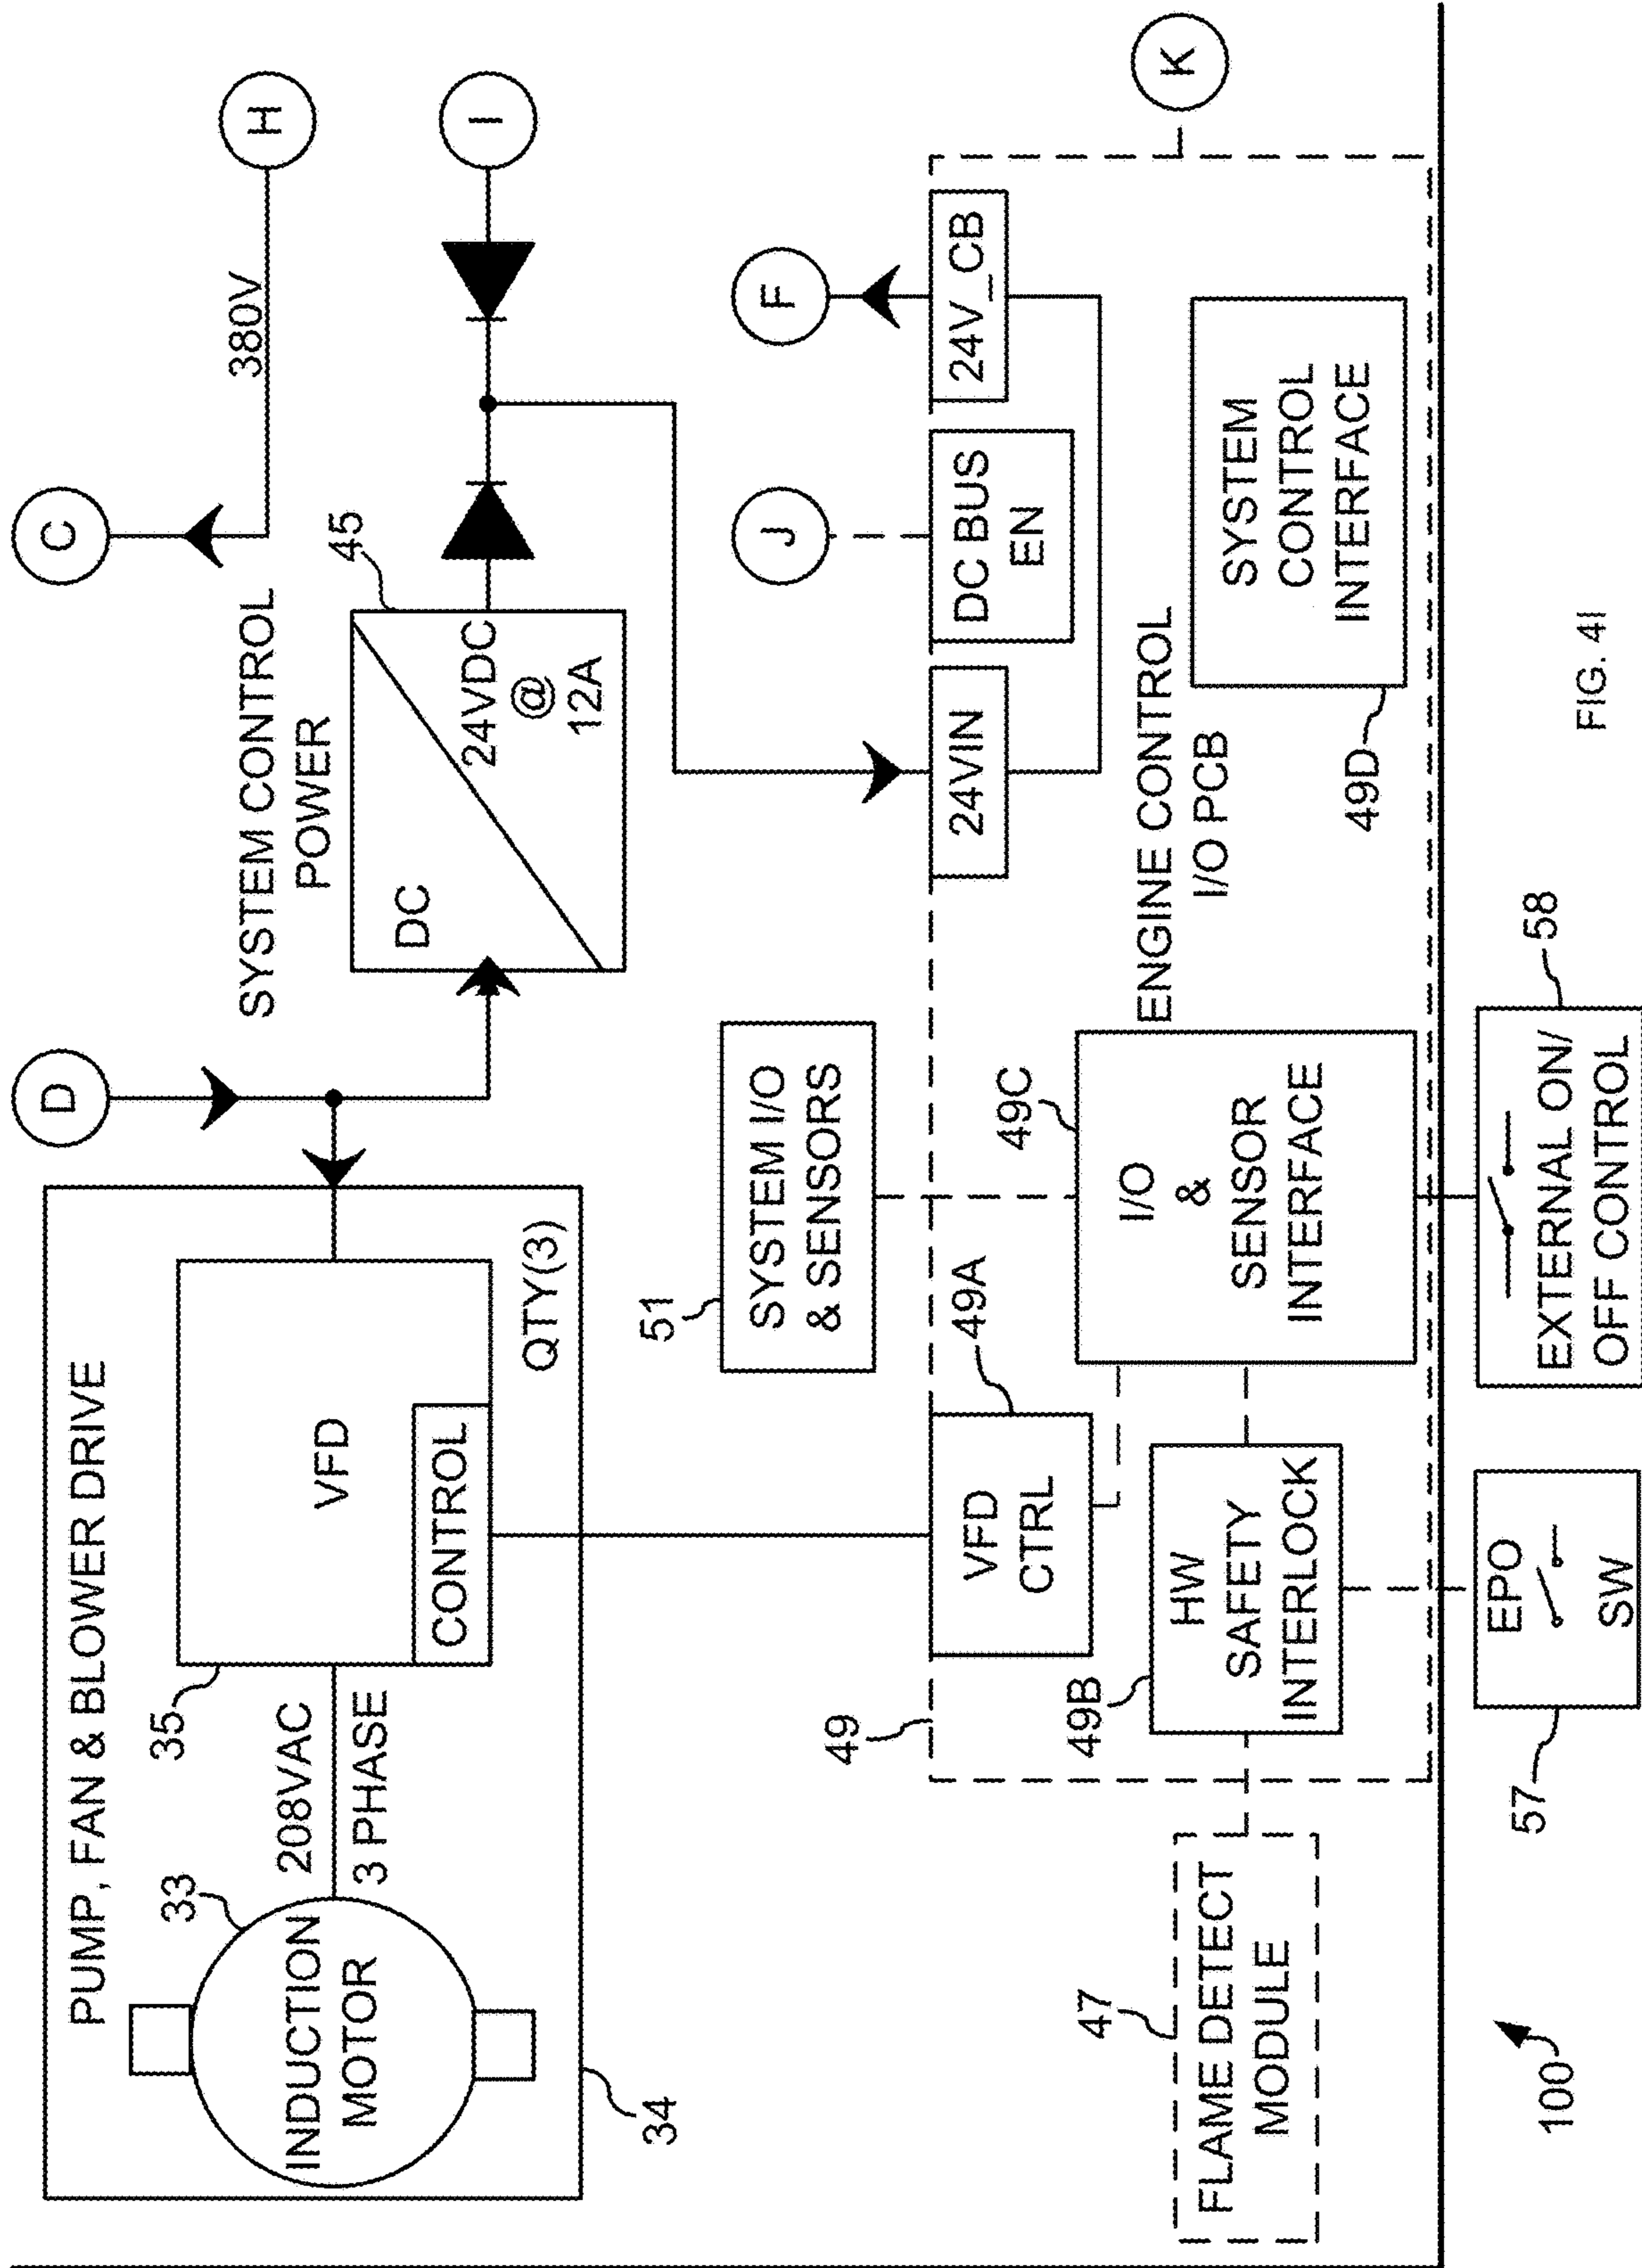 PUMP, FAN & BLOWER DRIVE
33
INDUCTION
MOTOR
208VAC
3 PHASE
35
VFD
CONTROL
QTY(3)
34
D
C
H
380V
SYSTEM CONTROL
POWER
45
DC
24VDC
@
12A
I
51
SYSTEM I/O
& SENSORS
J
F
49
49A
VFD
CTRL
24VIN
DC BUS
EN
24V_CB
K
49C
I/O
&
SENSOR
INTERFACE
ENGINE CONTROL
I/O PCB
49B
HW
SAFETY
INTERLOCK
SYSTEM
CONTROL
INTERFACE
49D
47
FLAME DETECT
MODULE
57
EPO
SW
58
EXTERNAL ON/
OFF CONTROL
100
FIG. 4I